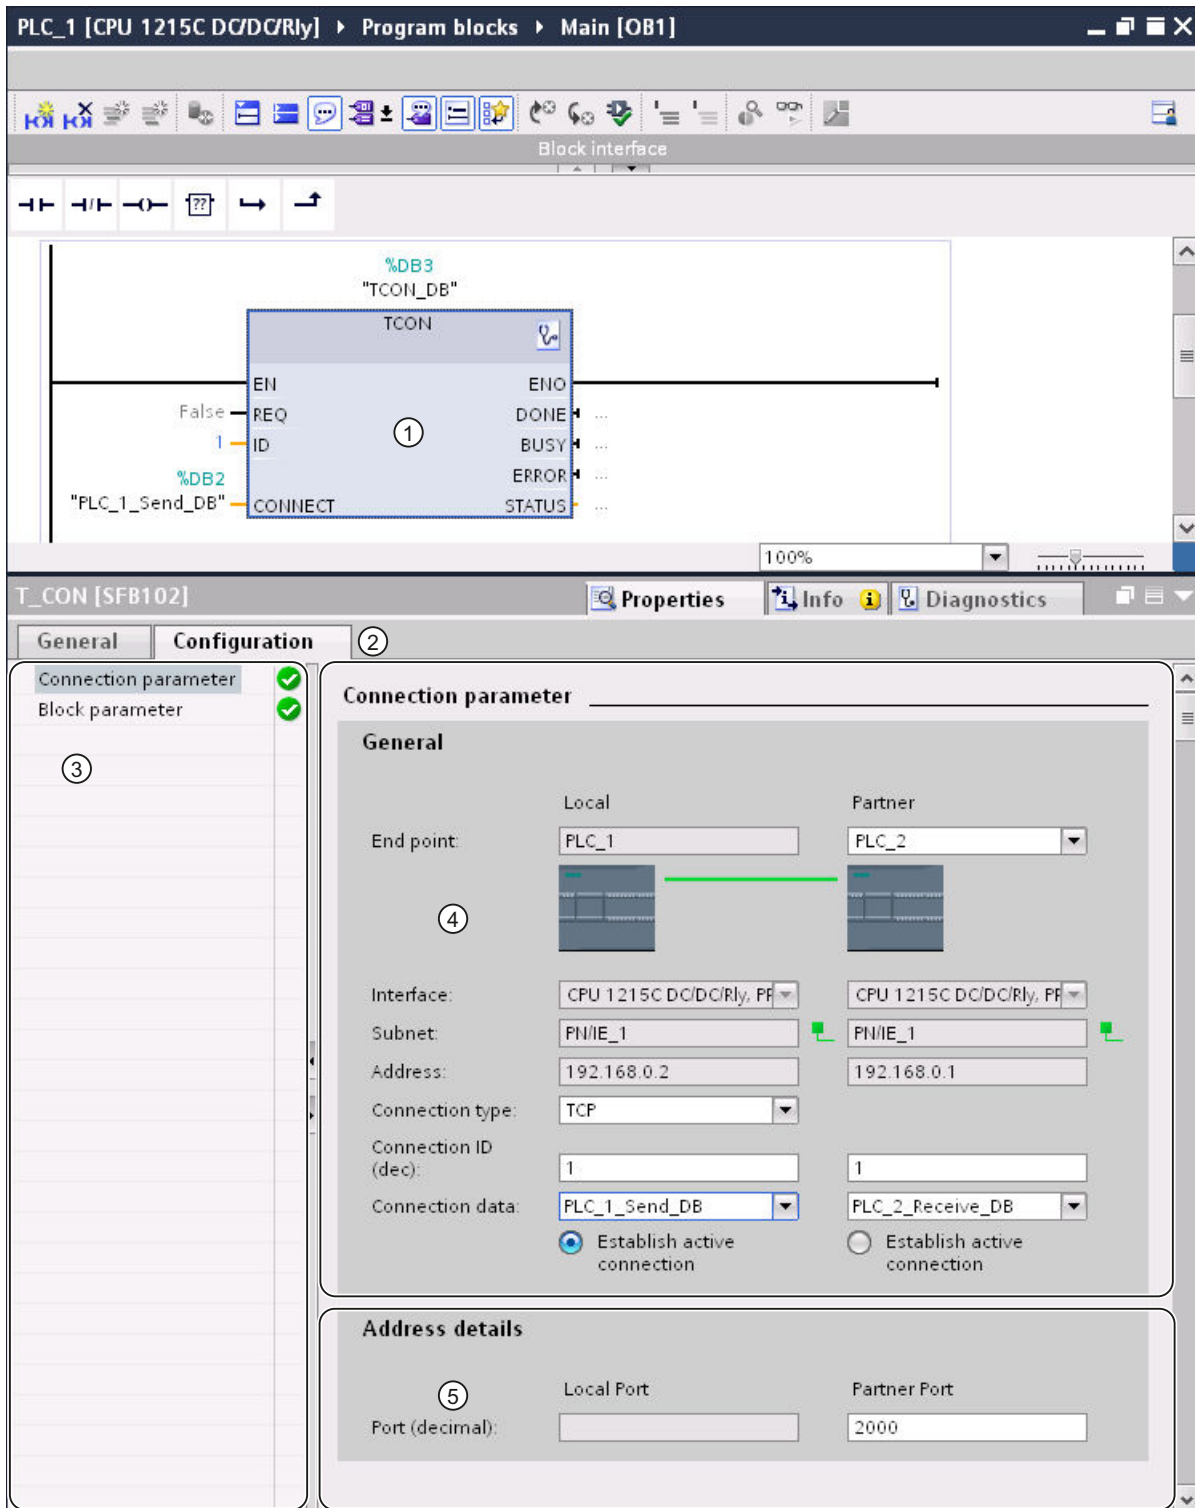 PLC_1 [CPU 1215C DC/DC/Rly] ▸ Program blocks ▸ Main [OB1]
Block interface
??
%DB3
"TCON_DB"
TCON
EN ENO
False REQ DONE ...
1 ID BUSY ...
%DB2 ERROR ...
"PLC_1_Send_DB" CONNECT STATUS ...
①
100%
T_CON [SFB102] Properties Info Diagnostics
General Configuration ②
Connection parameter
Block parameter
③
Connection parameter
General
Local Partner
End point: PLC_1 PLC_2
④
Interface: CPU 1215C DC/DC/Rly, CPU 1215C DC/DC/Rly,
Subnet: PN/IE_1 PN/IE_1
Address: 192.168.0.2 192.168.0.1
Connection type: TCP
Connection ID
(dec): 1 1
Connection data: PLC_1_Send_DB PLC_2_Receive_DB
Establish active Establish active
connection connection
Address details
⑤ Local Port Partner Port
Port (decimal): 2000